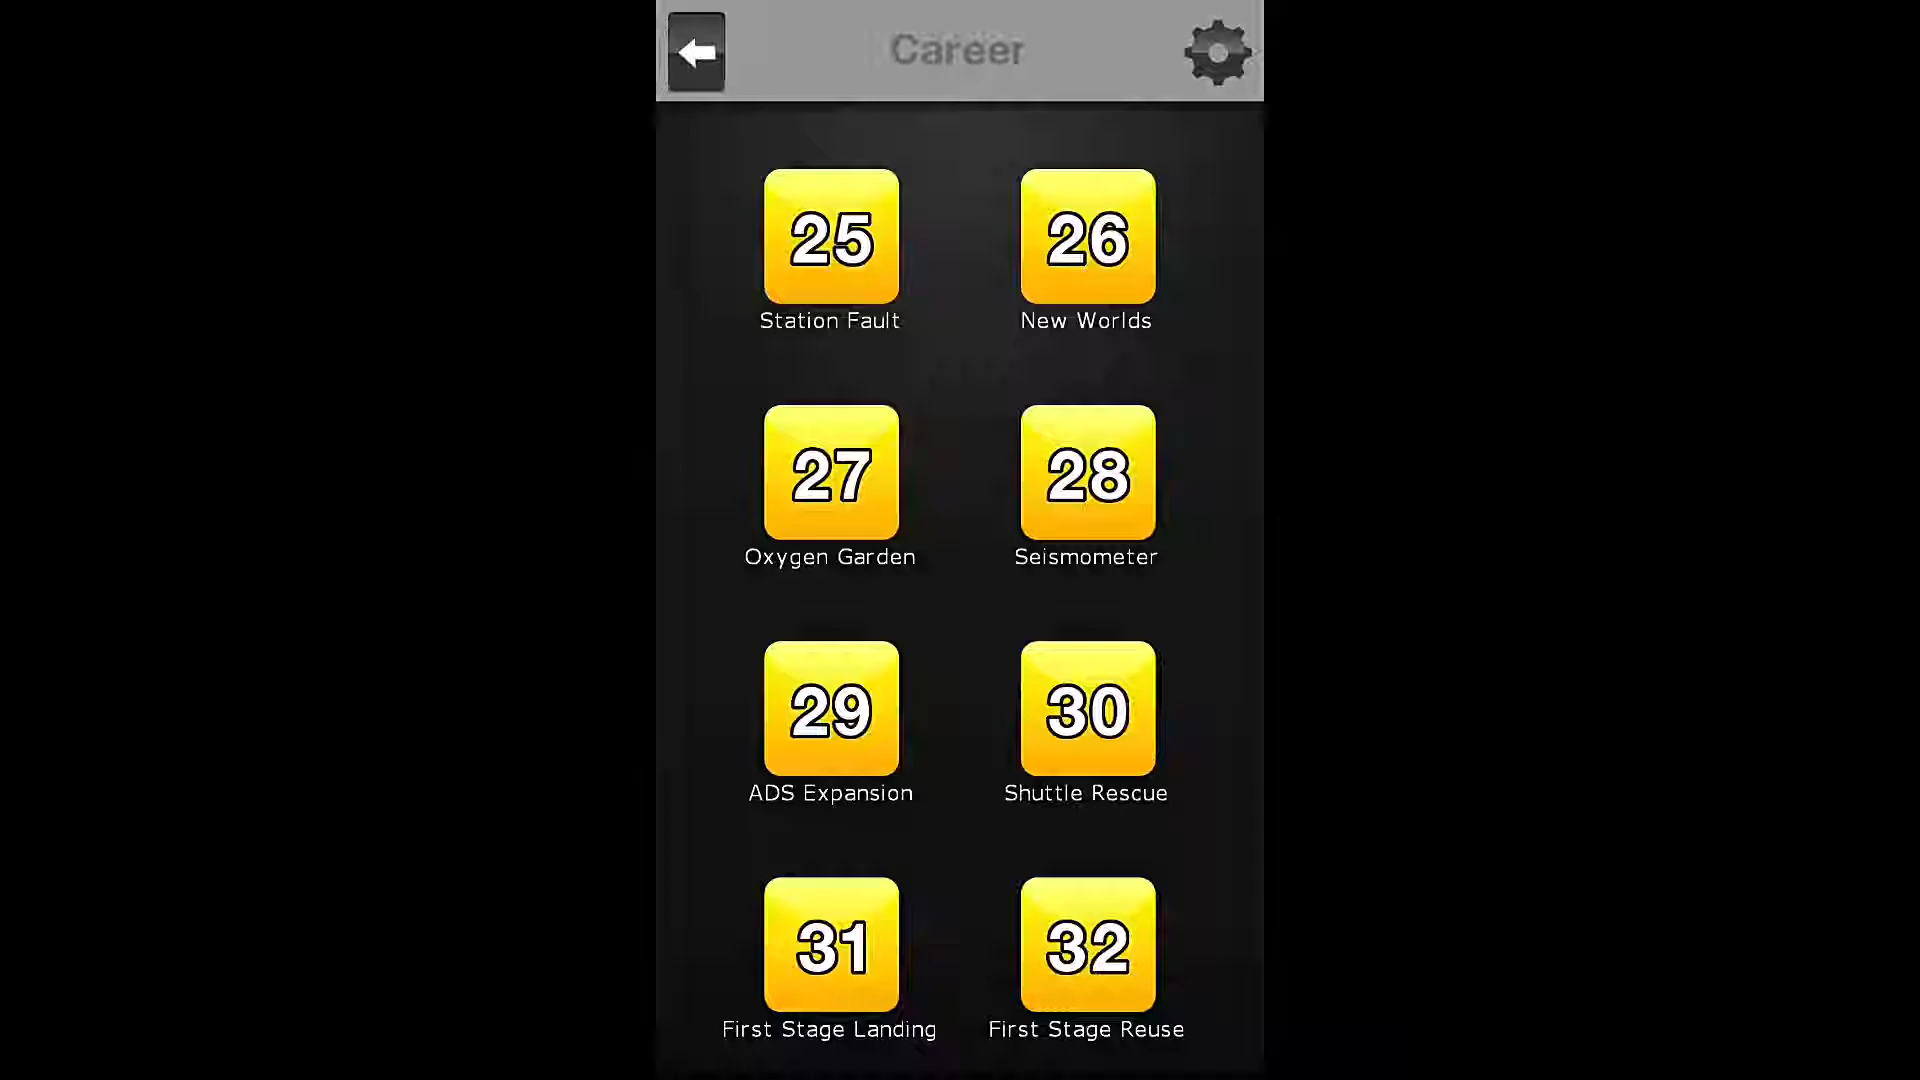 Career
25 26
Station Fault New Worlds
27 28
Oxygen Garden Seismometer
29 30
ADS Expansion Shuttle Rescue
31 32
First Stage Landing First Stage Reuse